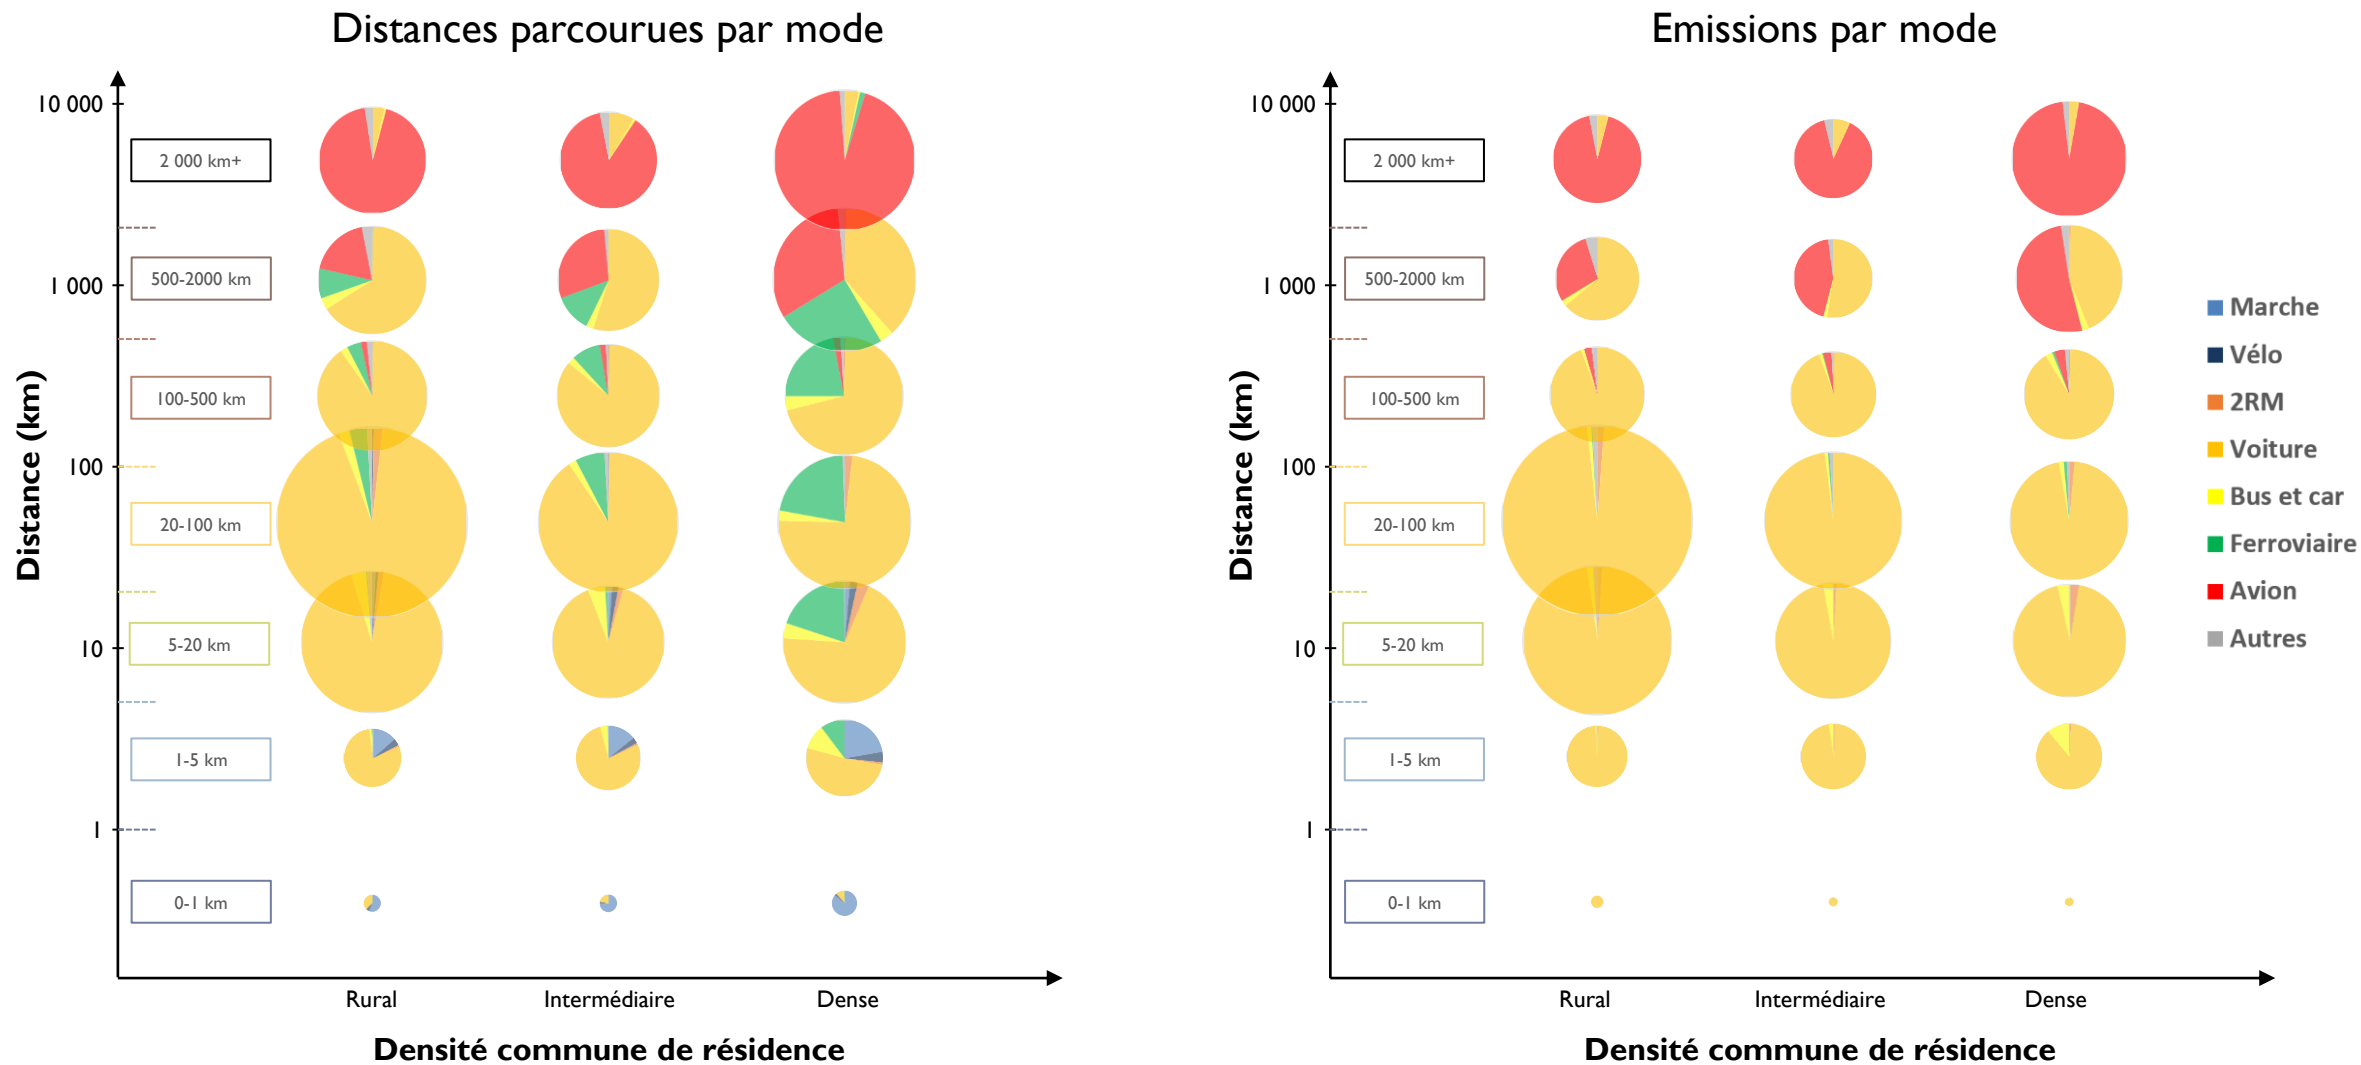 Distances parcourues par mode
10 000
2 000 km+
500-2000 km
1 000
100-500 km
100
20-100 km
10
5-20 km
1-5 km
1
0-1 km
Distance (km)
Rural
Intermédiaire
Dense
Densité commune de résidence
Emissions par mode
10 000
2 000 km+
500-2000 km
1 000
100-500 km
100
20-100 km
10
5-20 km
1-5 km
1
0-1 km
Distance (km)
Rural
Intermédiaire
Dense
Densité commune de résidence
Marche
Vélo
2RM
Voiture
Bus et car
Ferroviaire
Avion
Autres